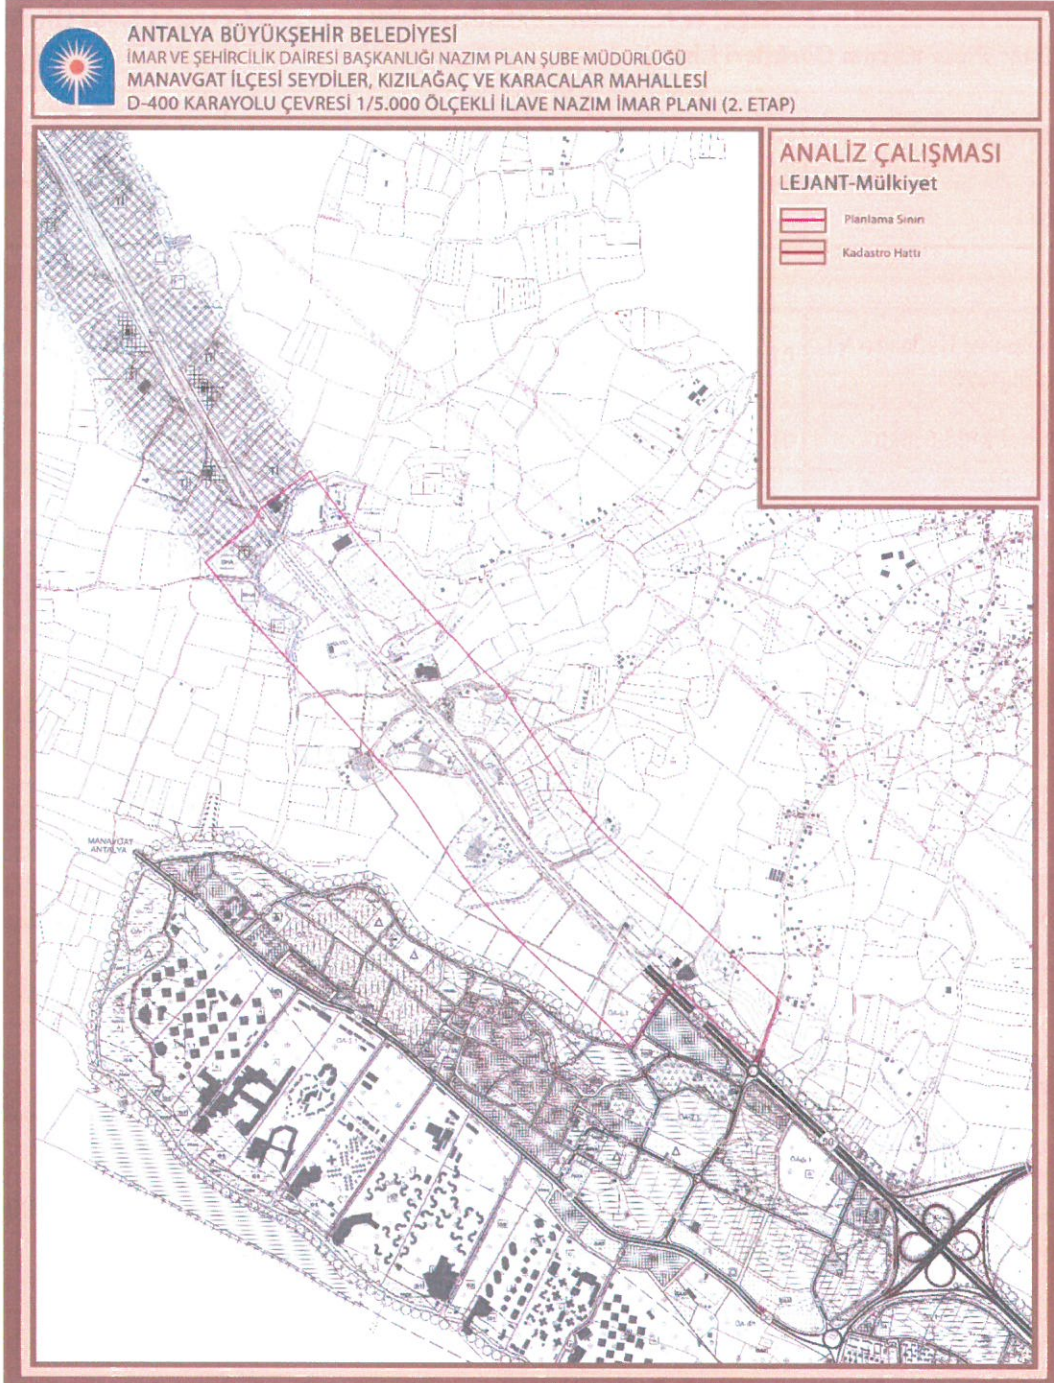 ANTALYA BÜYÜKŞEHİR BELEDİYESİ
İMAR VE ŞEHİRCİLİK DAİRESİ BAŞKANLIĞI NAZIM PLAN ŞUBE MÜDÜRLÜĞÜ
MANAVGAT İLÇESİ SEYDİLER, KIZILAĞAÇ VE KARACALAR MAHALLESİ
D-400 KARAYOLU ÇEVRESİ 1/5.000 ÖLÇEKLİ İLAVE NAZIM İMAR PLANI (2. ETAP)
ANALİZ ÇALIŞMASI
LEJANT-Mülkiyet
Planlama Sınırı
Kadastro Hattı
MANAVGAT
ANTALYA